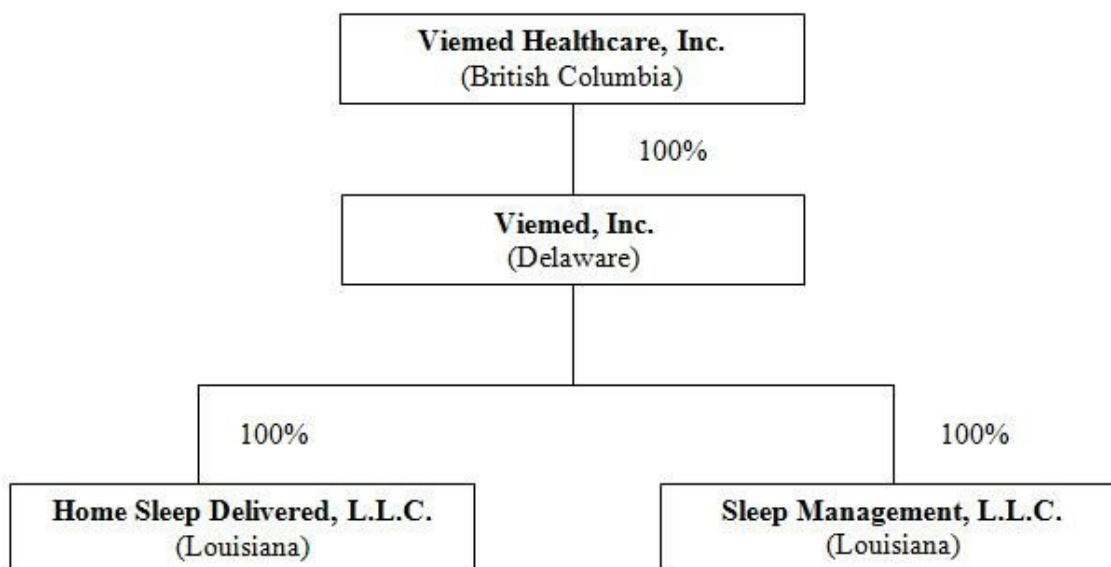 Viemed Healthcare, Inc.
(British Columbia)
100%
Viemed, Inc.
(Delaware)
100%
100%
Home Sleep Delivered, L.L.C.
(Louisiana)
Sleep Management, L.L.C.
(Louisiana)